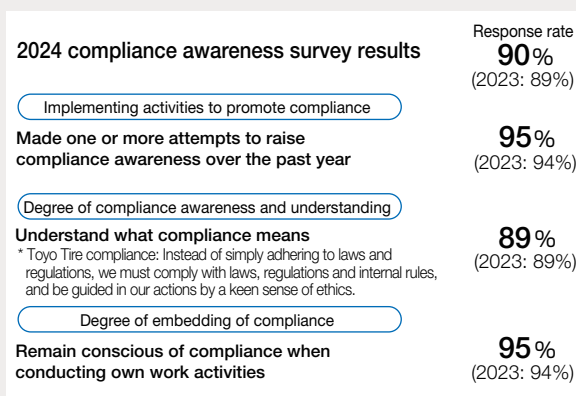 Response rate
2024 compliance awareness survey results
90%
(2023: 89%)
Implementing activities to promote compliance
Made one or more attempts to raise
compliance awareness over the past year
95%
(2023: 94%)
Degree of compliance awareness and understanding
Understand what compliance means
* Toyo Tire compliance: Instead of simply adhering to laws and
regulations, we must comply with laws, regulations and internal rules,
and be guided in our actions by a keen sense of ethics.
89%
(2023: 89%)
Degree of embedding of compliance
Remain conscious of compliance when
conducting own work activities
95%
(2023: 94%)